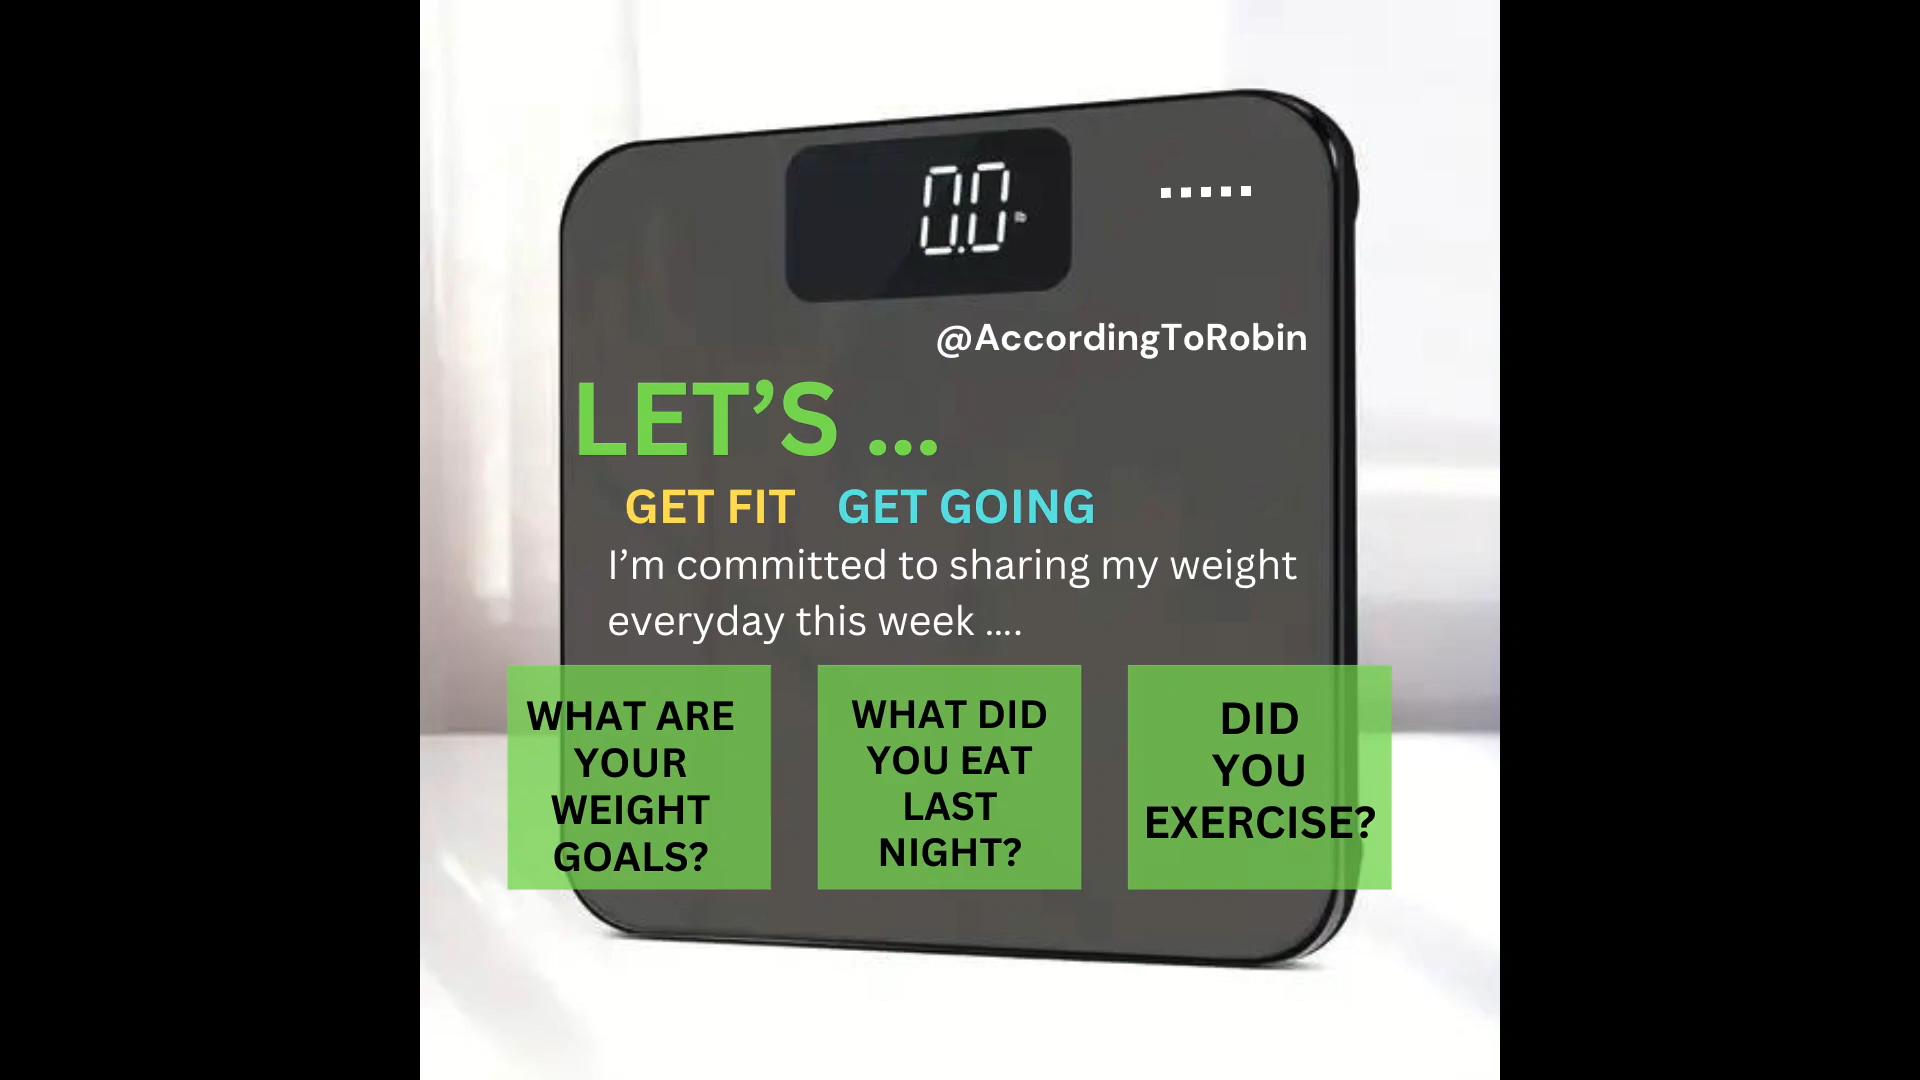 0.0 lb
@AccordingToRobin
LET’S ...
GET FIT GET GOING
I’m committed to sharing my weight
everyday this week ....
WHAT ARE
YOUR
WEIGHT
GOALS?
WHAT DID
YOU EAT
LAST
NIGHT?
DID
YOU
EXERCISE?